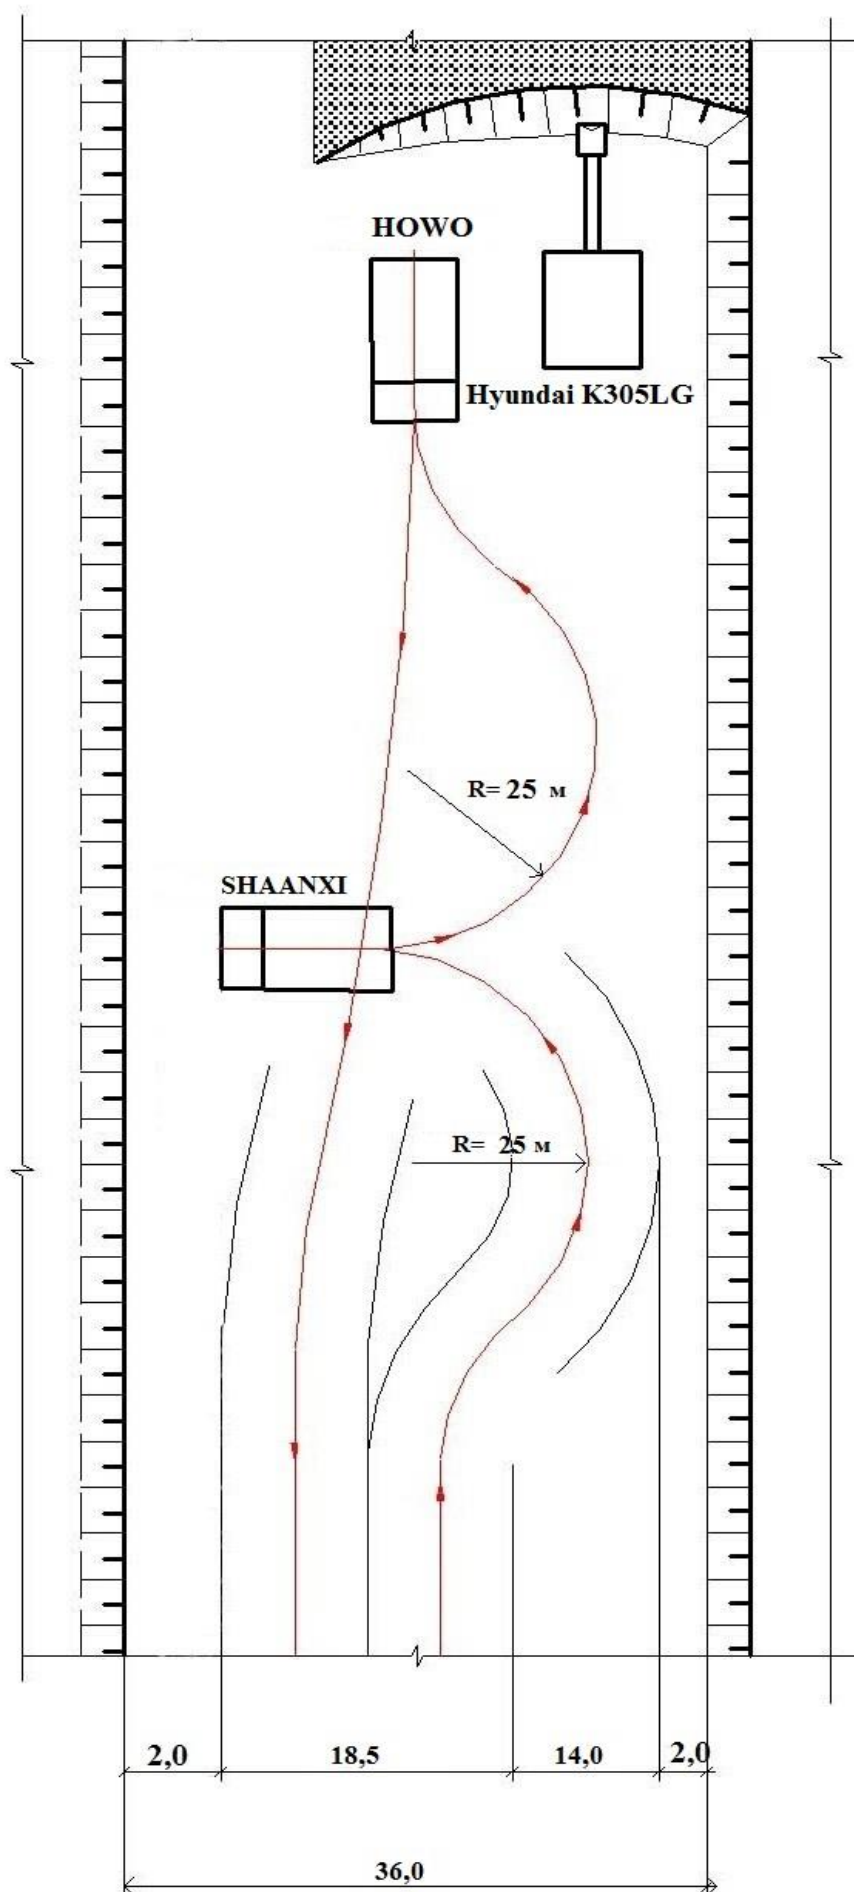 HOWO
Hyundai K305LG
R= 25 м
SHAANXI
R= 25 м
2,0
18,5
14,0
2,0
36,0